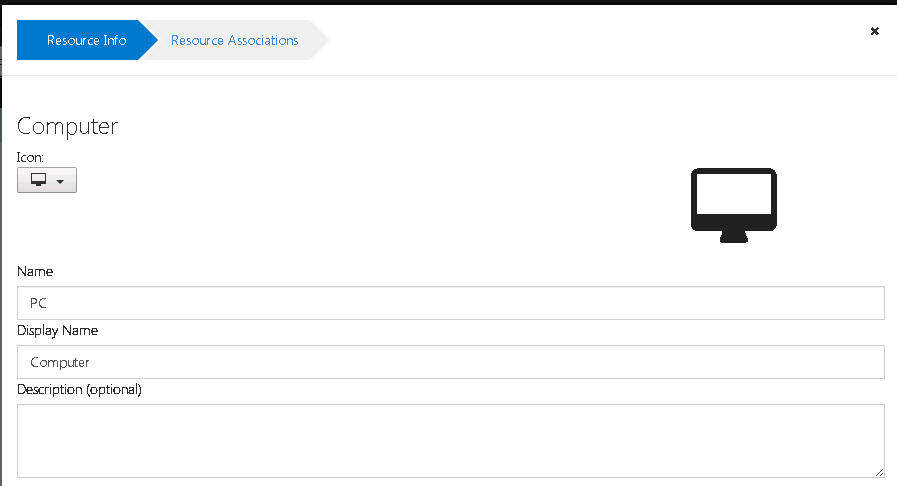 Resource Info
Resource Associations
Computer
Icon:
Name
PC
Display Name
Computer
Description (optional)